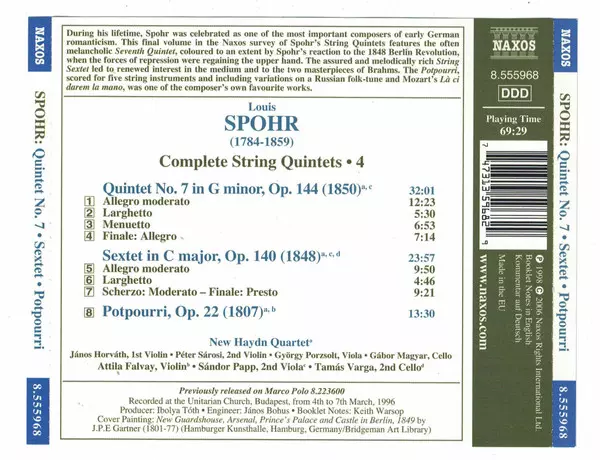 NAXOS
SPOHR: Quintet No. 7 • Sextet • Potpourri
8.555968
During his lifetime, Spohr was celebrated as one of the most important composers of early German
romanticism. This final volume in the Naxos survey of Spohr's String Quintets features the often
melancholic Seventh Quintet, coloured to an extent by Spohr's reaction to the 1848 Berlin Revolution,
when the forces of repression were regaining the upper hand. The assured and melodically rich String
Sextet led to renewed interest in the medium and to the two masterpieces of Brahms. The Potpourri,
scored for five string instruments and including variations on a Russian folk-tune and Mozart's Là ci
darem la mano, was one of the composer's own favourite works.
Louis
SPOHR
(1784-1859)
Complete String Quintets • 4
Quintet No. 7 in G minor, Op. 144 (1850)a, c 32:01
1 Allegro moderato 12:23
2 Larghetto 5:30
3 Menuetto 6:53
4 Finale: Allegro 7:14
Sextet in C major, Op. 140 (1848)a, c, d 23:57
5 Allegro moderato 9:50
6 Larghetto 4:46
7 Scherzo: Moderato – Finale: Presto 9:21
8 Potpourri, Op. 22 (1807)a, b 13:30
New Haydn Quarteta
János Horváth, 1st Violin • Péter Sárosi, 2nd Violin • György Porzsolt, Viola • Gábor Magyar, Cello
Attila Falvay, Violinb • Sándor Papp, 2nd Violac • Tamás Varga, 2nd Cellod
Previously released on Marco Polo 8.223600
Recorded at the Unitarian Church, Budapest, from 4th to 7th March, 1996
Producer: Ibolya Tóth • Engineer: János Bohus • Booklet Notes: Keith Warsop
Cover Painting: New Guardshouse, Arsenal, Prince's Palace and Castle in Berlin, 1849 by
J.P.E Gartner (1801-77) (Hamburger Kunsthalle, Hamburg, Germany/Bridgeman Art Library)
NAXOS
8.555968
DDD
Playing Time
69:29
7 47313 59682 9
www.naxos.com
Made in the EU
Kommentar auf Deutsch
Booklet Notes in English
℗ 1998 © 2006 Naxos Rights International Ltd.
NAXOS
SPOHR: Quintet No. 7 • Sextet • Potpourri
8.555968